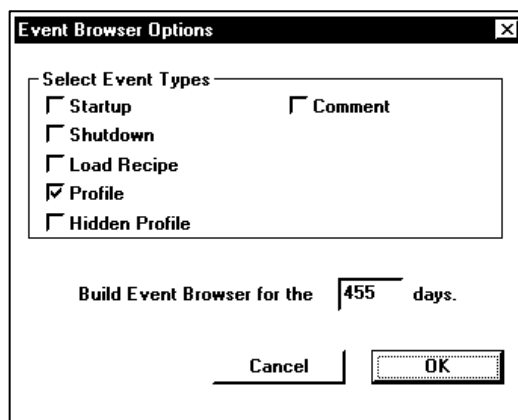 Event Browser Options
Select Event Types
Startup
Comment
Shutdown
Load Recipe
Profile
Hidden Profile
Build Event Browser for the 455 days.
Cancel OK